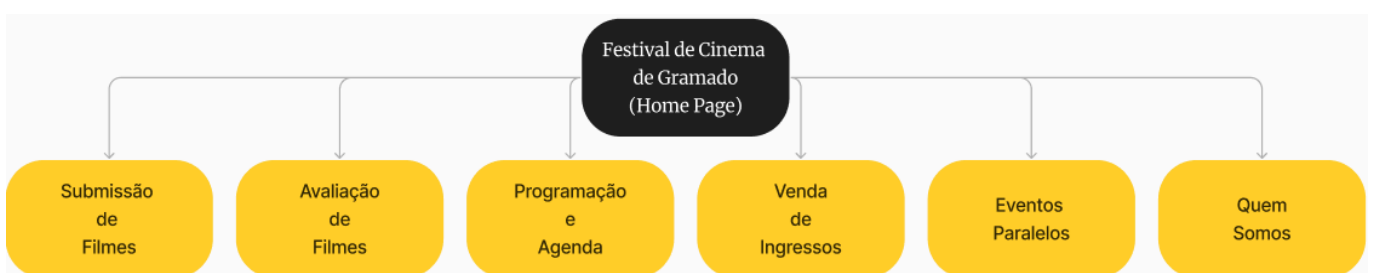 Festival de Cinema
de Gramado
(Home Page)
Submissão
de
Filmes
Avaliação
de
Filmes
Programação
e
Agenda
Venda
de
Ingressos
Eventos
Paralelos
Quem
Somos